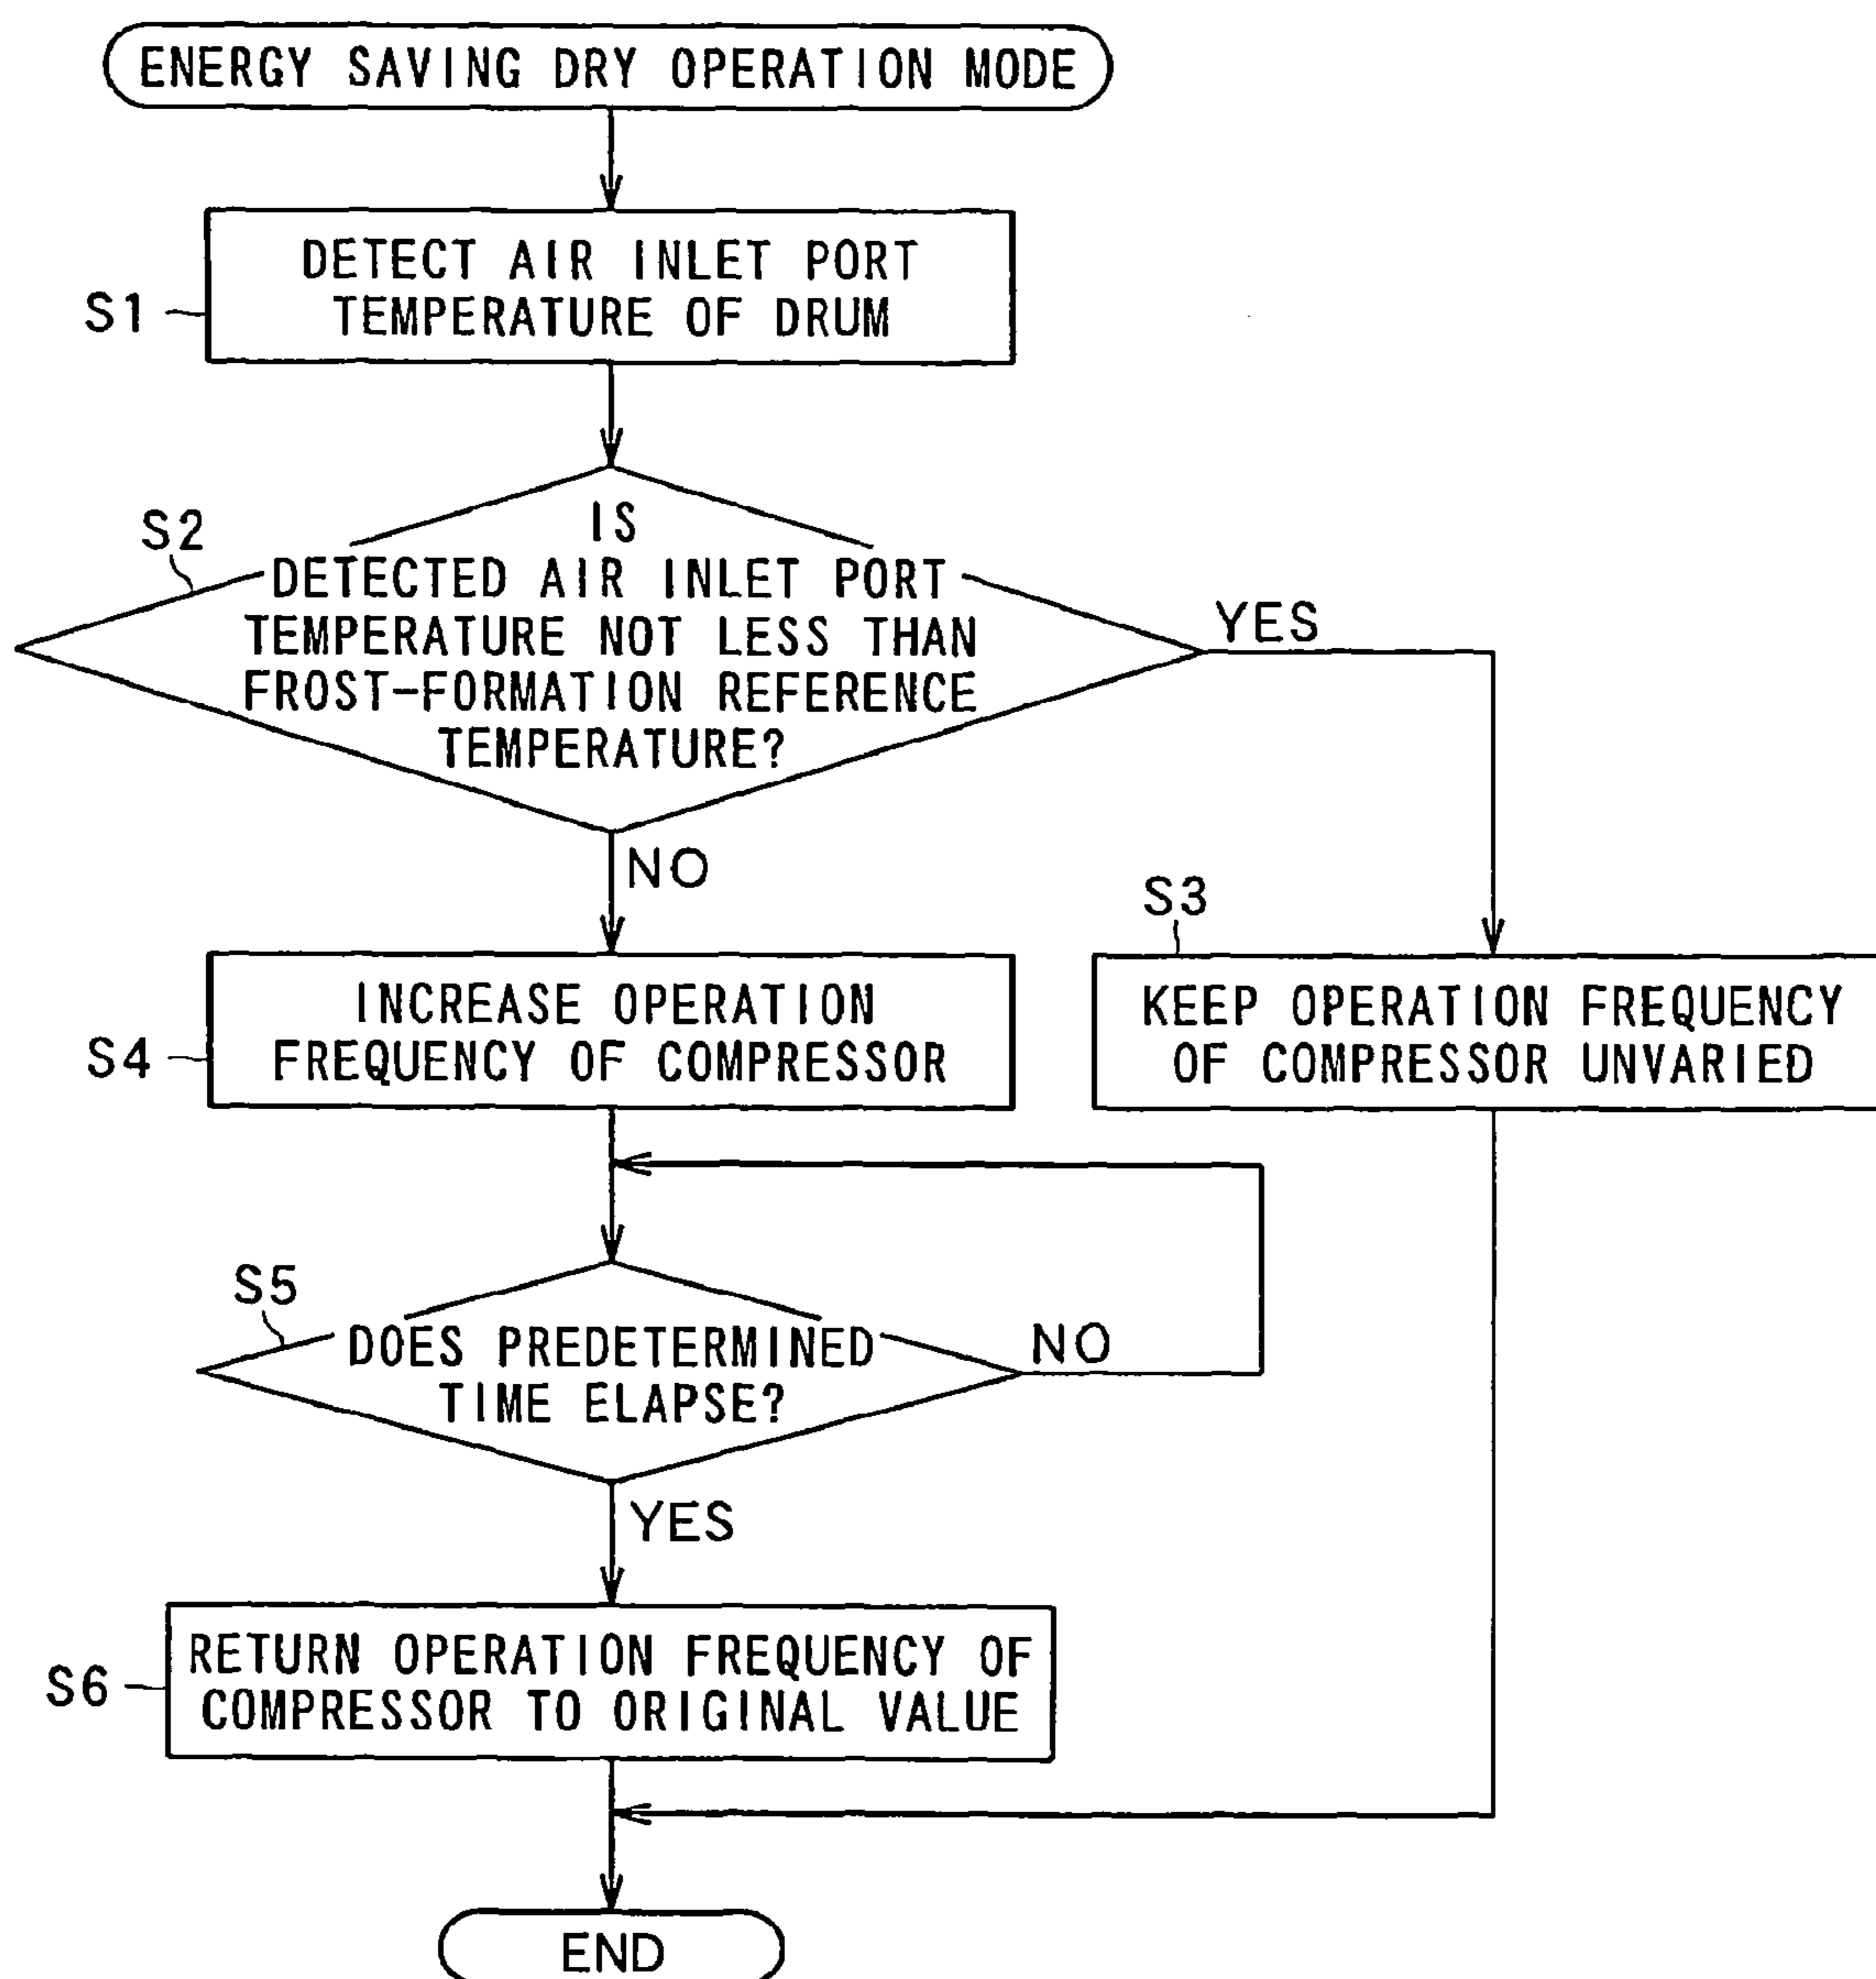 ENERGY SAVING DRY OPERATION MODE
S1
DETECT AIR INLET PORT
TEMPERATURE OF DRUM
S2
IS
DETECTED AIR INLET PORT
TEMPERATURE NOT LESS THAN
FROST-FORMATION REFERENCE
TEMPERATURE?
YES
NO
S3
KEEP OPERATION FREQUENCY
OF COMPRESSOR UNVARIED
S4
INCREASE OPERATION
FREQUENCY OF COMPRESSOR
S5
DOES PREDETERMINED
TIME ELAPSE?
NO
YES
S6
RETURN OPERATION FREQUENCY OF
COMPRESSOR TO ORIGINAL VALUE
END